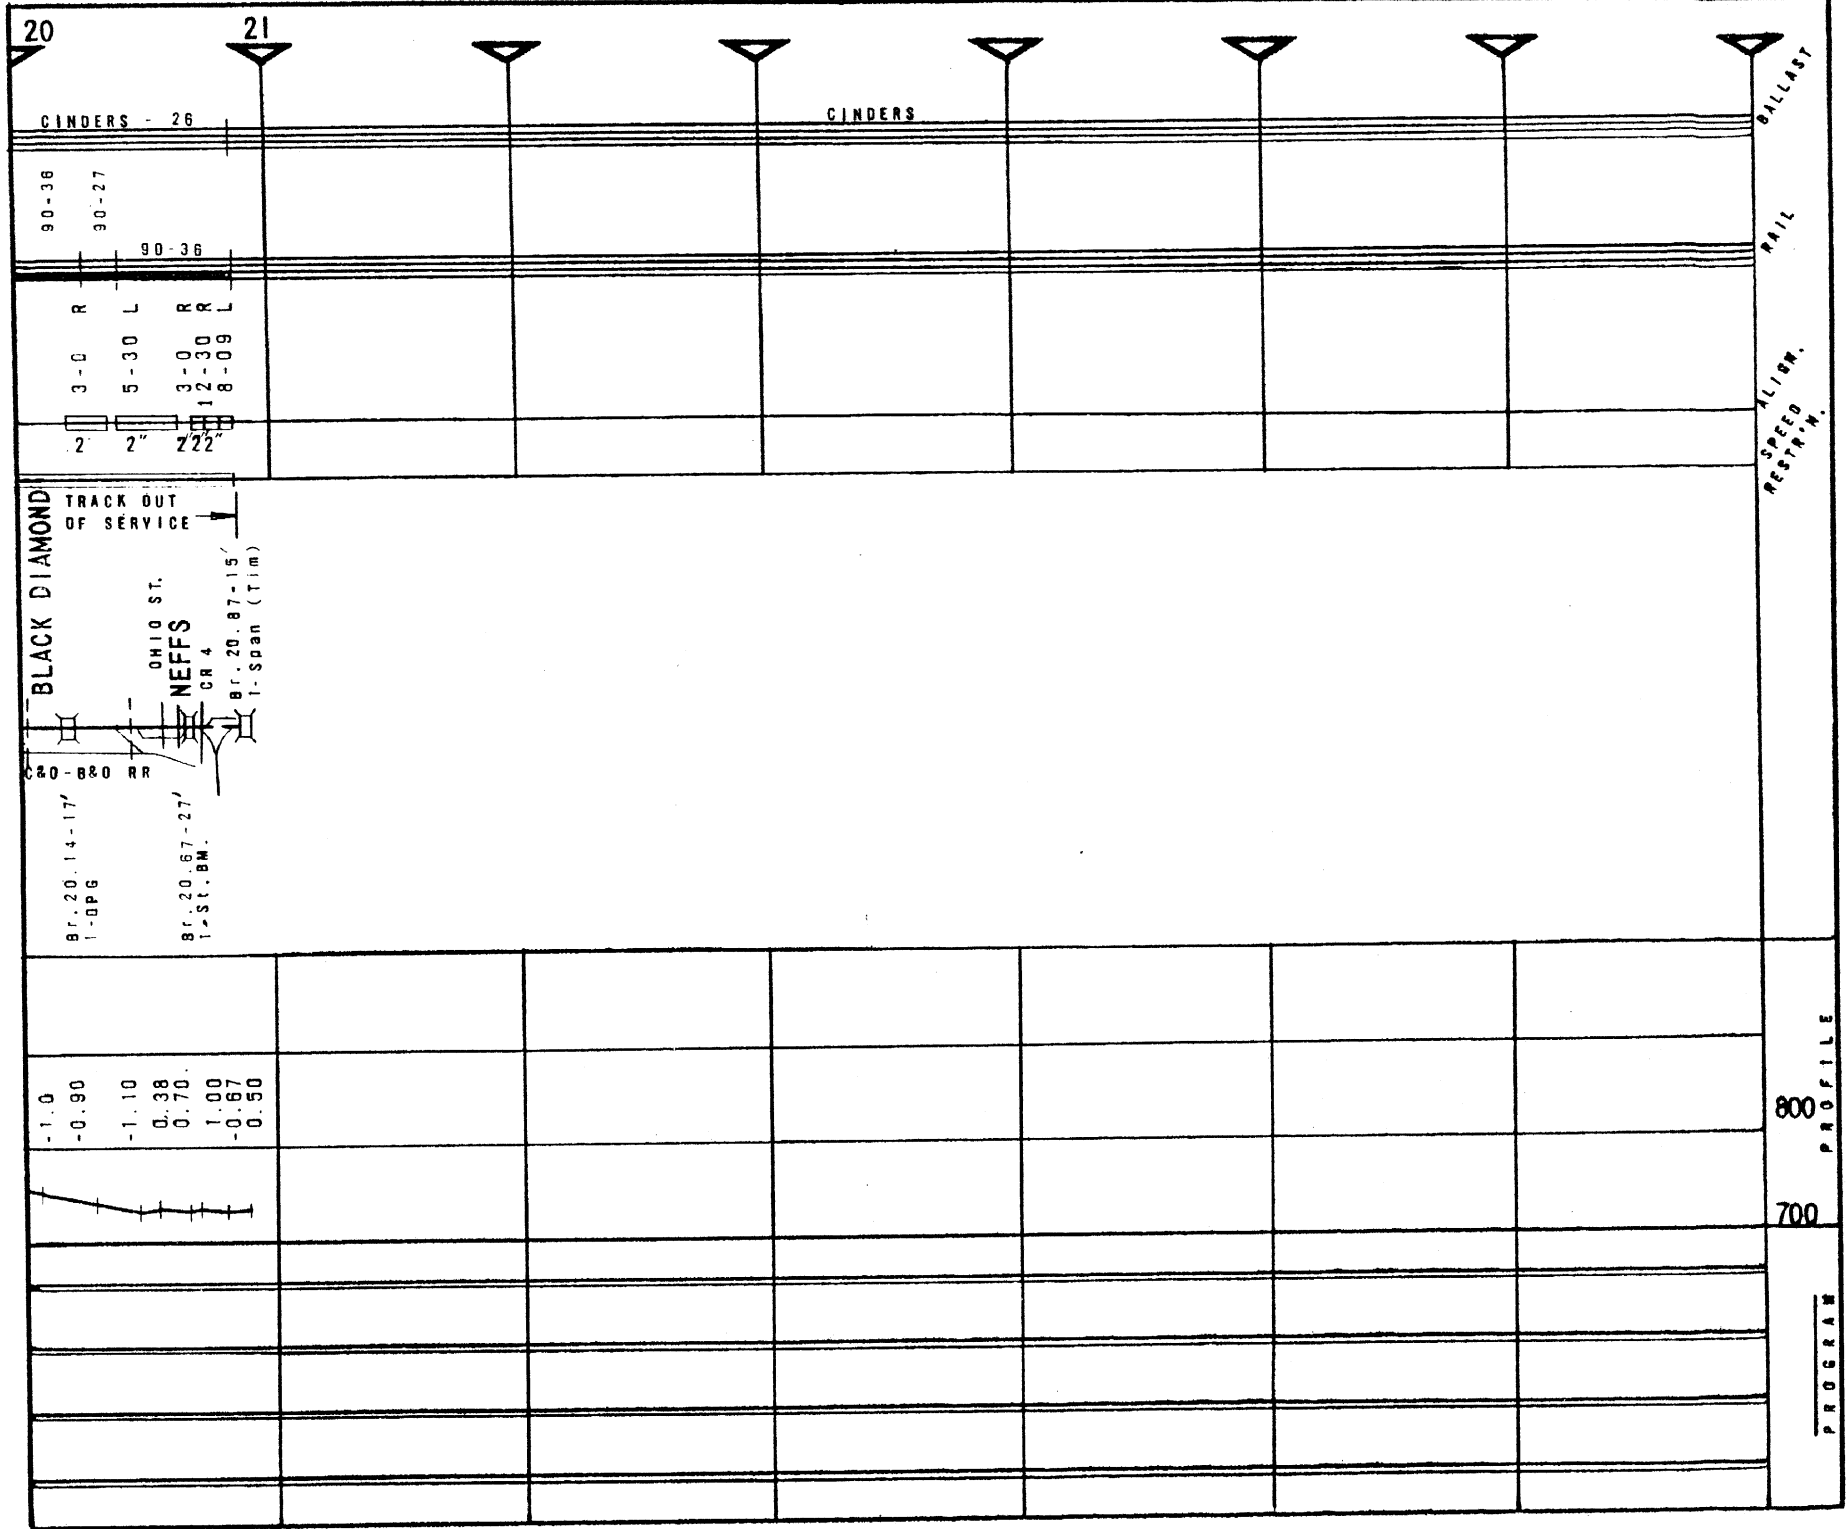 20
21
BALLAST
CINDERS - 26
CINDERS
90-36
90-27
90-36
RAIL
3-0 R
5-30 L
3-0 R
12-30 R
8-09 L
ALIGN.
2
2"
2"
2"
2"
SPEED
RESTR'N.
TRACK OUT
OF SERVICE
BLACK DIAMOND
OHIO ST.
NEFFS
CR 4
Br.20.87-15'
1-Span (Tim)
C&O-B&O RR
Br.20.14-17'
1-DPG
Br.20.67-27'
1-St.BM.
-1.0
-0.90
-1.10
0.38
0.70
1.00
-0.67
0.50
PROFILE
800
700
PROGRAM